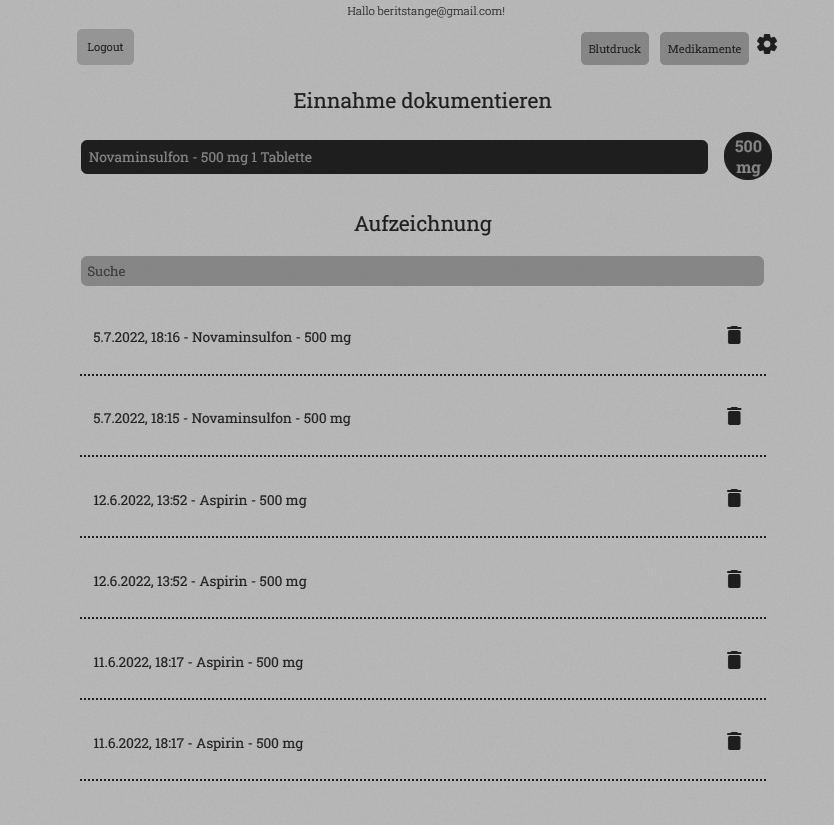 Hallo beritstange@gmail.com!
Logout
Blutdruck
Medikamente
Einnahme dokumentieren
Novaminsulfon - 500 mg 1 Tablette
500
mg
Aufzeichnung
Suche
5.7.2022, 18:16 - Novaminsulfon - 500 mg
5.7.2022, 18:15 - Novaminsulfon - 500 mg
12.6.2022, 13:52 - Aspirin - 500 mg
12.6.2022, 13:52 - Aspirin - 500 mg
11.6.2022, 18:17 - Aspirin - 500 mg
11.6.2022, 18:17 - Aspirin - 500 mg